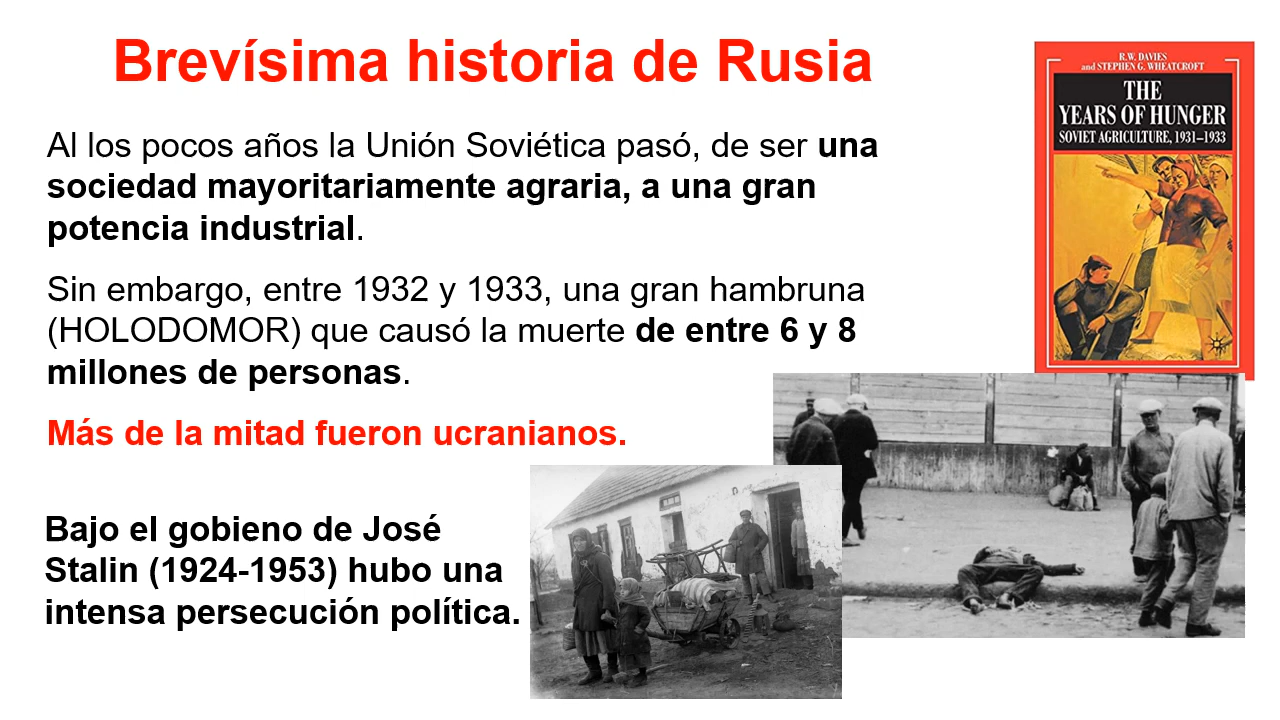 Brevísima historia de Rusia
Al los pocos años la Unión Soviética pasó, de ser una
sociedad mayoritariamente agraria, a una gran
potencia industrial.
Sin embargo, entre 1932 y 1933, una gran hambruna
(HOLODOMOR) que causó la muerte de entre 6 y 8
millones de personas.
Más de la mitad fueron ucranianos.
Bajo el gobieno de José
Stalin (1924-1953) hubo una
intensa persecución política.
R.W. DAVIES
and STEPHEN G. WHEATCROFT
THE
YEARS OF HUNGER
SOVIET AGRICULTURE, 1931–1933